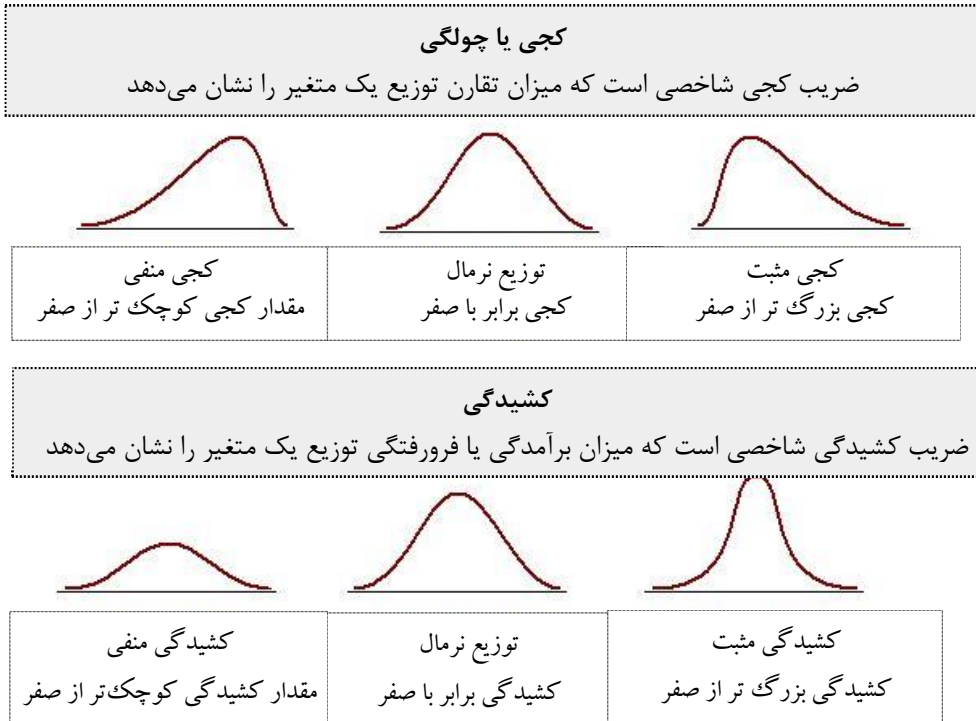 کجی یا چولگی
ضریب کجی شاخصی است که میزان تقارن توزیع یک متغیر را نشان می‌دهد
کجی مثبت
کجی بزرگ تر از صفر
توزیع نرمال
کجی برابر با صفر
کجی منفی
مقدار کجی کوچک تر از صفر
کشیدگی
ضریب کشیدگی شاخصی است که میزان برآمدگی یا فرورفتگی توزیع یک متغیر را نشان می‌دهد
کشیدگی مثبت
کشیدگی بزرگ تر از صفر
توزیع نرمال
کشیدگی برابر با صفر
کشیدگی منفی
مقدار کشیدگی کوچک‌تر از صفر